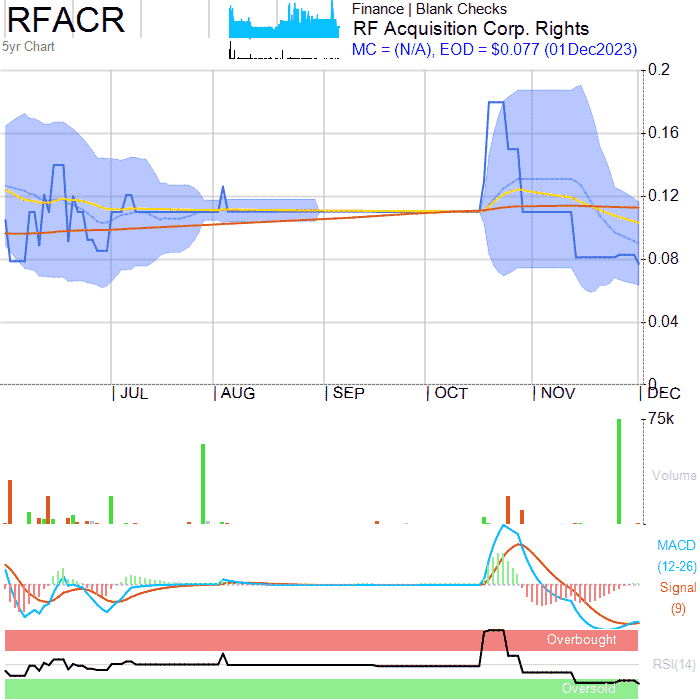 RFACR
5yr Chart
Finance | Blank Checks
RF Acquisition Corp. Rights
MC = (N/A), EOD = $0.077 (01Dec2023)
0.2
0.16
0.12
0.08
0.04
0
JUL
AUG
SEP
OCT
NOV
DEC
75k
Volume
MACD
(12-26)
Signal
(9)
Overbought
RSI(14)
Oversold